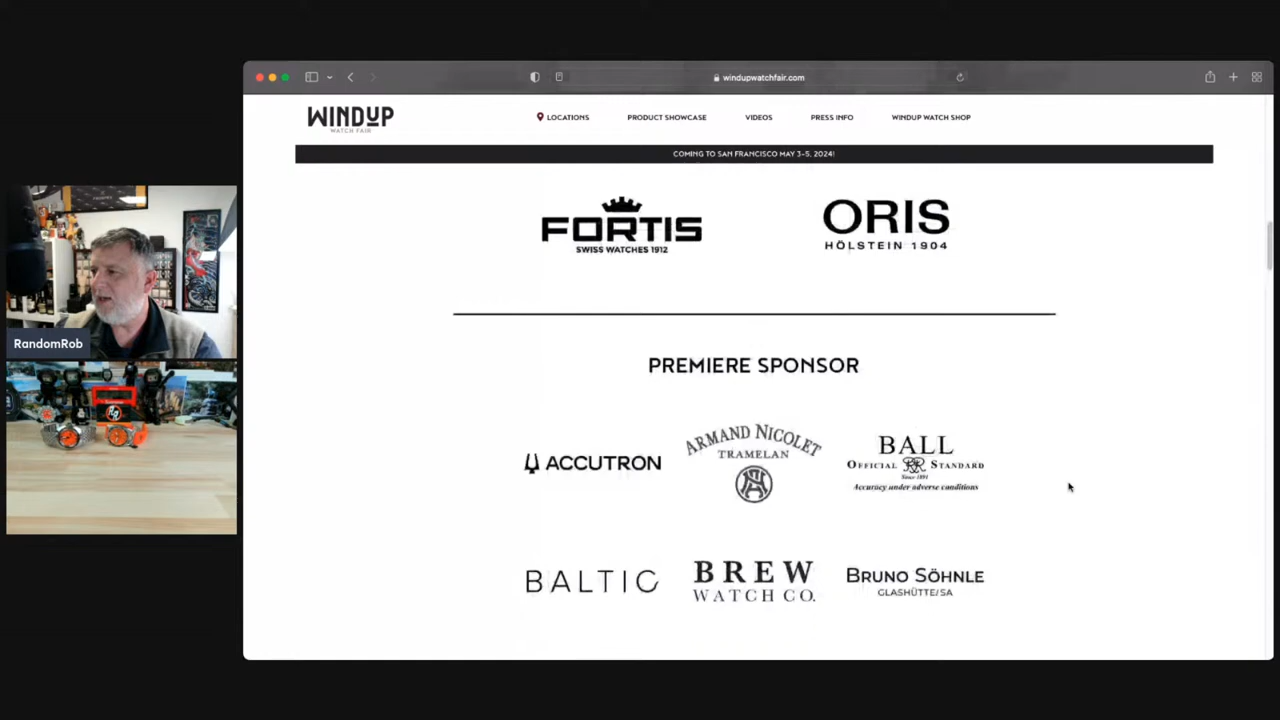 windupwatchfair.com
WINDUP
WATCH FAIR
LOCATIONS
PRODUCT SHOWCASE
VIDEOS
PRESS INFO
WINDUP WATCH SHOP
COMING TO SAN FRANCISCO MAY 3-5, 2024!
FORTIS
SWISS WATCHES 1912
ORIS
HÖLSTEIN 1904
PREMIERE SPONSOR
ACCUTRON
ARMAND NICOLET
TRAMELAN
BALL
OFFICIAL RR STANDARD
Since 1891
Accuracy under adverse conditions
BALTIC
BREW
WATCH CO.
BRUNO SÖHNLE
GLASHÜTTE/SA
RandomRob